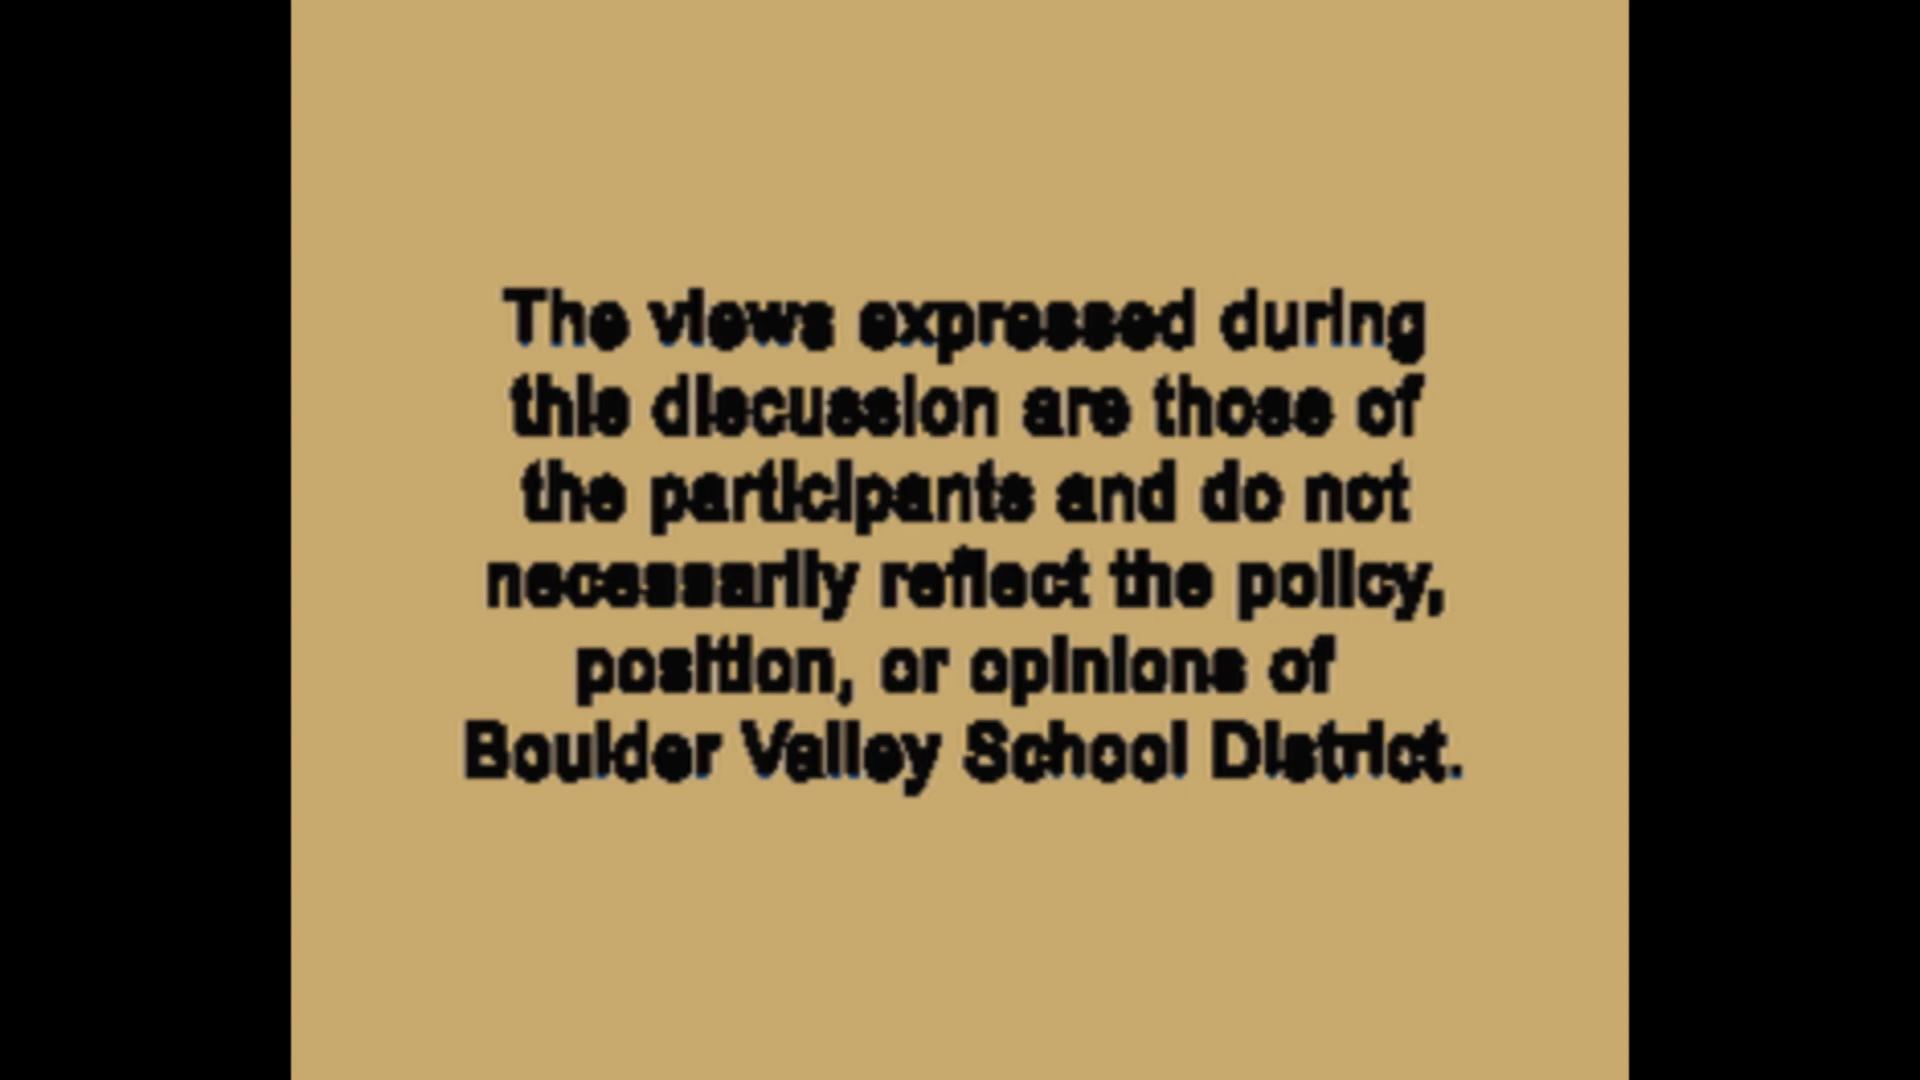 The views expressed during
this discussion are those of
the participants and do not
necessarily reflect the policy,
position, or opinions of
Boulder Valley School District.